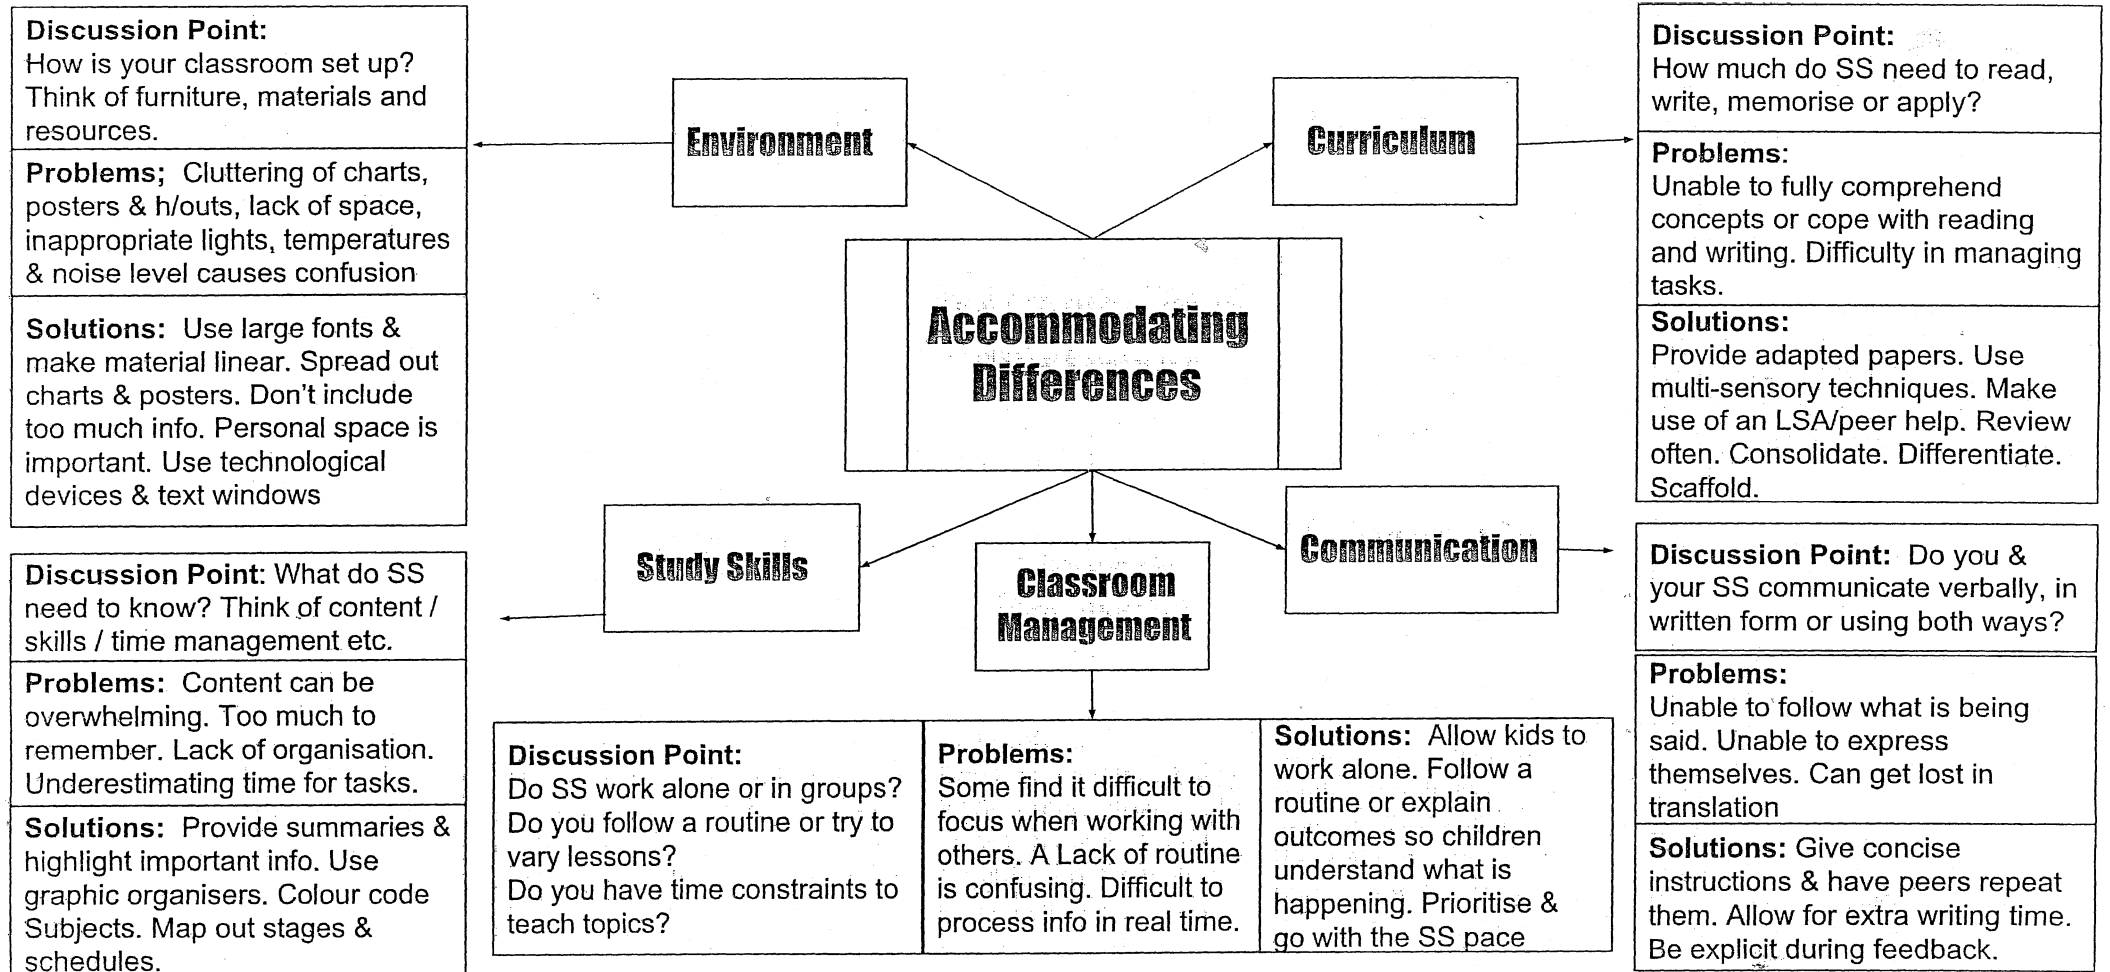 Discussion Point:
How is your classroom set up?
Think of furniture, materials and
resources.
Problems; Cluttering of charts,
posters & h/outs, lack of space,
inappropriate lights, temperatures
& noise level causes confusion
Solutions: Use large fonts &
make material linear. Spread out
charts & posters. Don't include
too much info. Personal space is
important. Use technological
devices & text windows
Environment
Curriculum
Discussion Point:
How much do SS need to read,
write, memorise or apply?
Problems:
Unable to fully comprehend
concepts or cope with reading
and writing. Difficulty in managing
tasks.
Solutions:
Provide adapted papers. Use
multi-sensory techniques. Make
use of an LSA/peer help. Review
often. Consolidate. Differentiate.
Scaffold.
Accommodating
Differences
Study Skills
Classroom
Management
Communication
Discussion Point: What do SS
need to know? Think of content /
skills / time management etc.
Problems: Content can be
overwhelming. Too much to
remember. Lack of organisation.
Underestimating time for tasks.
Solutions: Provide summaries &
highlight important info. Use
graphic organisers. Colour code
Subjects. Map out stages &
schedules.
Discussion Point:
Do SS work alone or in groups?
Do you follow a routine or try to
vary lessons?
Do you have time constraints to
teach topics?
Problems:
Some find it difficult to
focus when working with
others. A Lack of routine
is confusing. Difficult to
process info in real time.
Solutions: Allow kids to
work alone. Follow a
routine or explain
outcomes so children
understand what is
happening. Prioritise &
go with the SS pace
Discussion Point: Do you &
your SS communicate verbally, in
written form or using both ways?
Problems:
Unable to follow what is being
said. Unable to express
themselves. Can get lost in
translation
Solutions: Give concise
instructions & have peers repeat
them. Allow for extra writing time.
Be explicit during feedback.